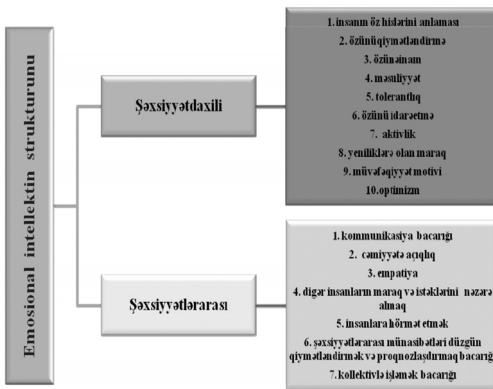 Emosional intellektin strukturunu
Şəxsiyyətdaxili
1. insanın öz hislərini anlaması
2. özünüqiymətləndirmə
3. özünəinam
4. məsuliyyət
5. tolerantlıq
6. özünü idarəetmə
7. aktivlik
8. yeniliklərə olan maraq
9. müvəfəqiyyət motivi
10. optimizm
Şəxsiyyətlərarası
1. kommunikasiya bacarığı
2. cəmiyyətə açıqlıq
3. empatiya
4. digər insanların maraq və istəklərini nəzərə
almaq
5. insanlara hörmət etmək
6. şəxsiyyətlərarası münasibətləri düzgün
qiymətləndirmək və proqnozlaşdırmaq bacarığı
7. kollektivlə işləmək bacarığı